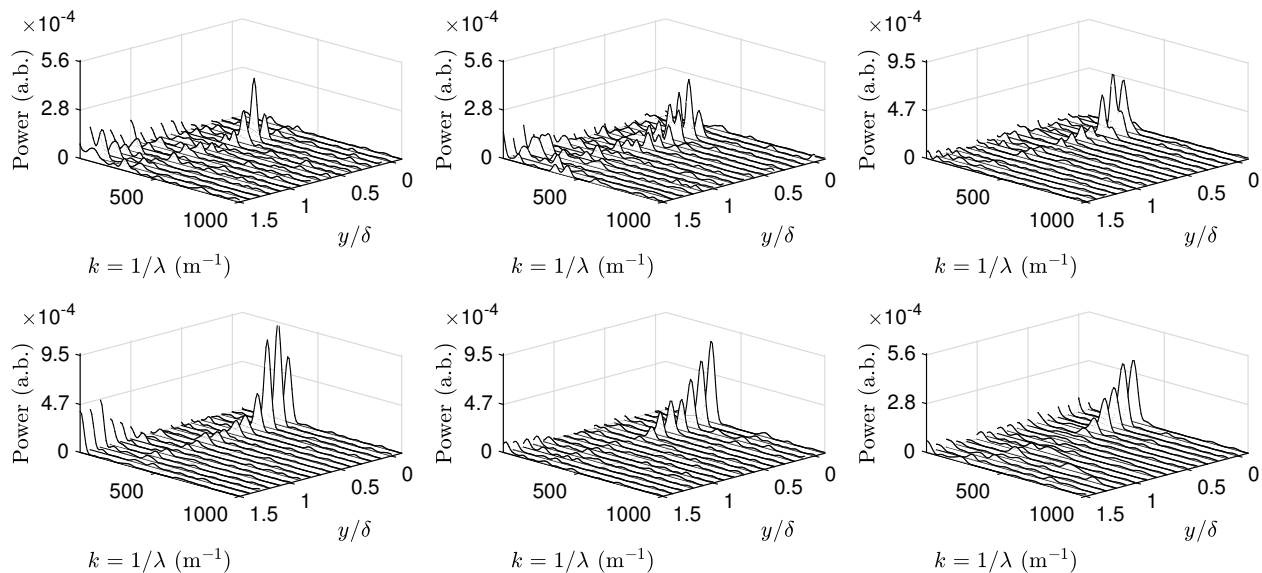 ×10-4 ×10-4 ×10-4
Power (a.b.) 5.6 2.8 0 Power (a.b.) 5.6 2.8 0 Power (a.b.) 9.5 4.7 0
500 1000 1.5 1 0.5 0 500 1000 1.5 1 0.5 0 500 1000 1.5 1 0.5 0
y/δ y/δ y/δ
k = 1/λ (m−1) k = 1/λ (m−1) k = 1/λ (m−1)
×10-4 ×10-4 ×10-4
Power (a.b.) 9.5 4.7 0 Power (a.b.) 9.5 4.7 0 Power (a.b.) 5.6 2.8 0
500 1000 1.5 1 0.5 0 500 1000 1.5 1 0.5 0 500 1000 1.5 1 0.5 0
y/δ y/δ y/δ
k = 1/λ (m−1) k = 1/λ (m−1) k = 1/λ (m−1)